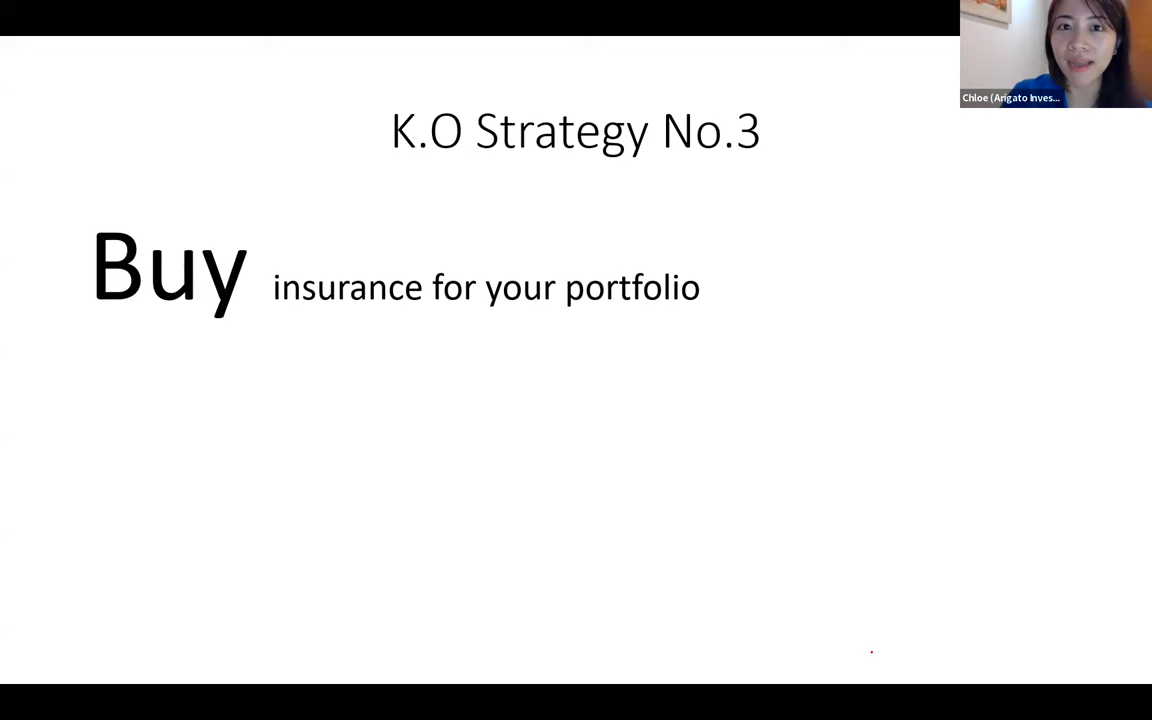 K.O Strategy No.3
Buy insurance for your portfolio
Chloe (Arigato Inves...